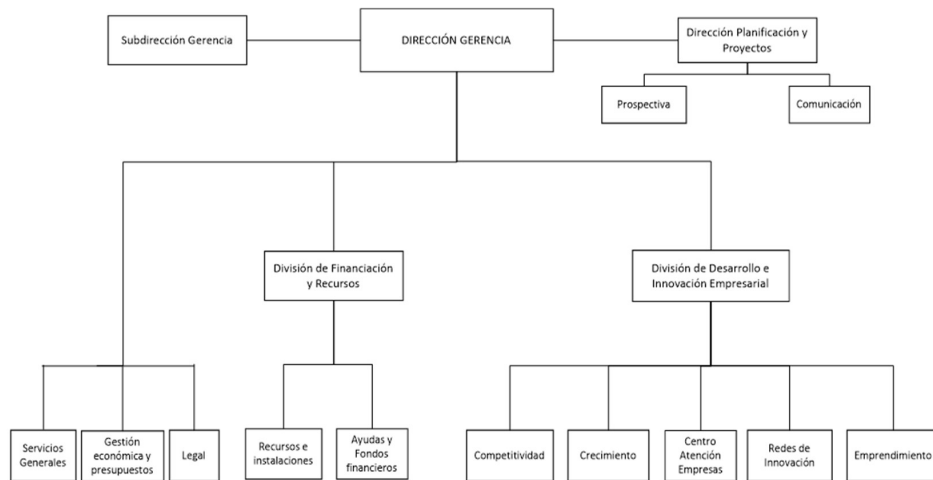 Subdirección Gerencia
DIRECCIÓN GERENCIA
Dirección Planificación y
Proyectos
Prospectiva
Comunicación
División de Financiación
y Recursos
División de Desarrollo e
Innovación Empresarial
Servicios
Generales
Gestión
económica y
presupuestos
Legal
Recursos e
instalaciones
Ayudas y
Fondos
financieros
Competitividad
Crecimiento
Centro
Atención
Empresas
Redes de
Innovación
Emprendimiento